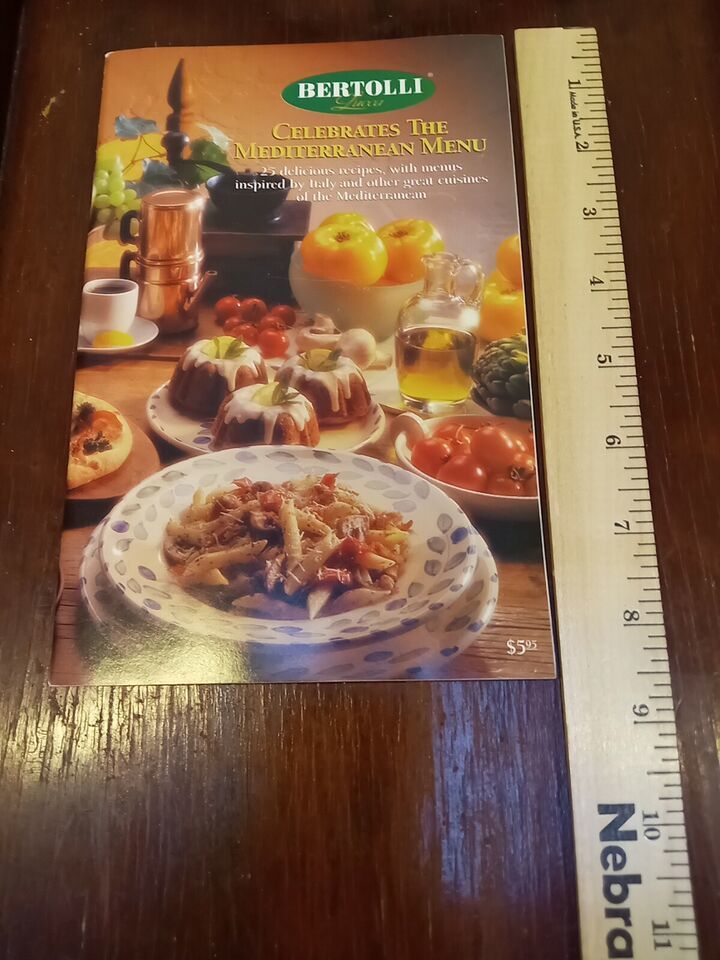 BERTOLLI®
Lucca
CELEBRATES THE
MEDITERRANEAN MENU
25 delicious recipes, with menus
inspired by Italy and other great cuisines
of the Mediterranean
$5.95
1
Made in U.S.A.
2
3
4
5
6
7
8
9
10
11
Nebra